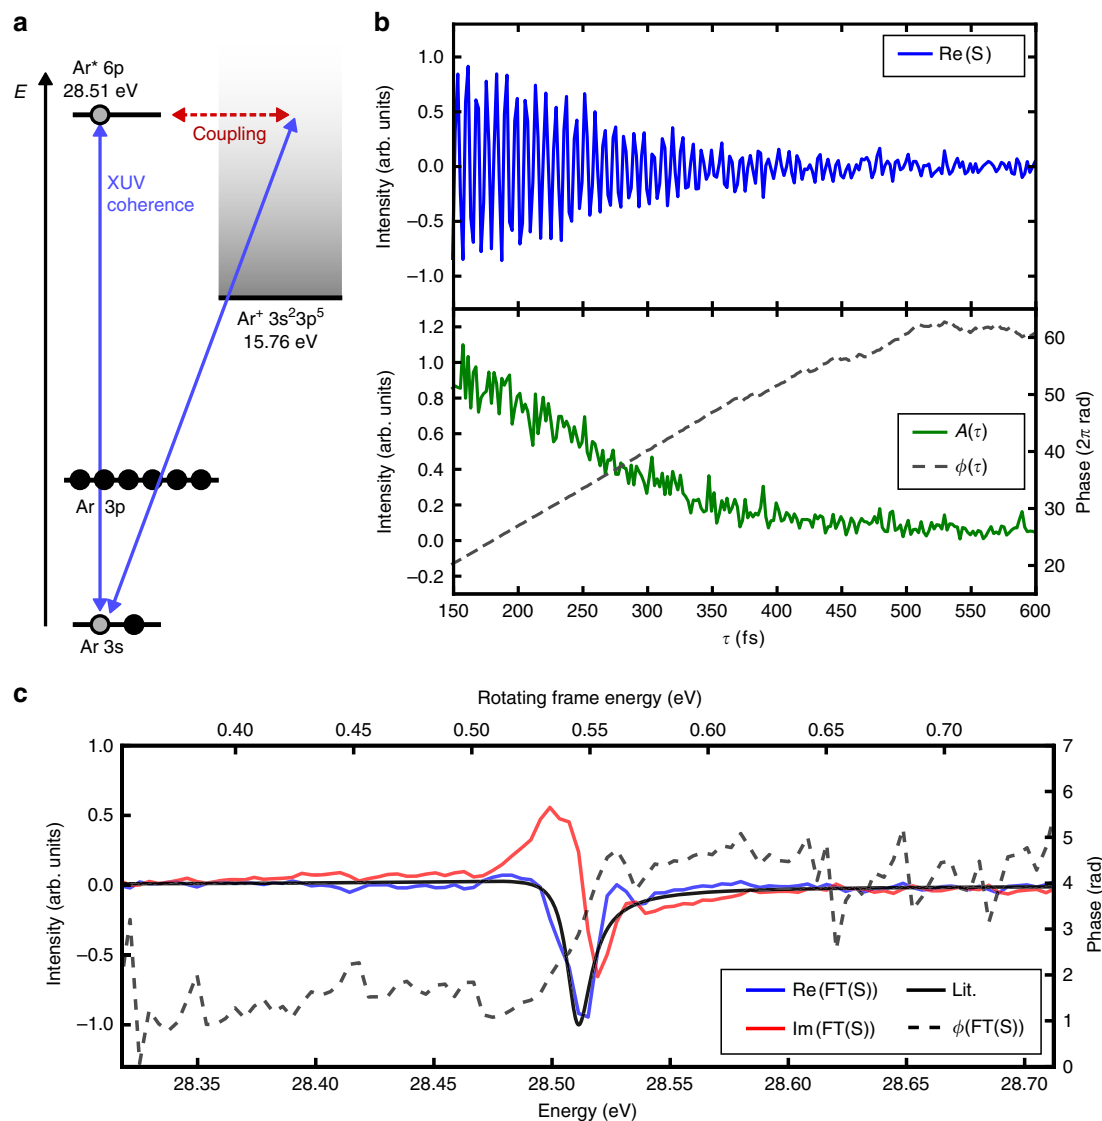 a
E
Ar* 6p
28.51 eV
Coupling
XUV
coherence
Ar⁺ 3s²3p⁵
15.76 eV
Ar 3p
Ar 3s
b
Intensity (arb. units)
1.0
0.5
0.0
−0.5
−1.0
Re(S)
Intensity (arb. units)
1.2
1.0
0.8
0.6
0.4
0.2
0.0
−0.2
A(τ)
ϕ(τ)
60
50
40
30
20
Phase (2π rad)
150 200 250 300 350 400 450 500 550 600
τ (fs)
c
Rotating frame energy (eV)
0.40 0.45 0.50 0.55 0.60 0.65 0.70
Intensity (arb. units)
1.0
0.5
0.0
−0.5
−1.0
7
6
5
4
3
2
1
0
Phase (rad)
Re(FT(S)) Lit.
Im(FT(S)) ϕ(FT(S))
28.35 28.40 28.45 28.50 28.55 28.60 28.65 28.70
Energy (eV)